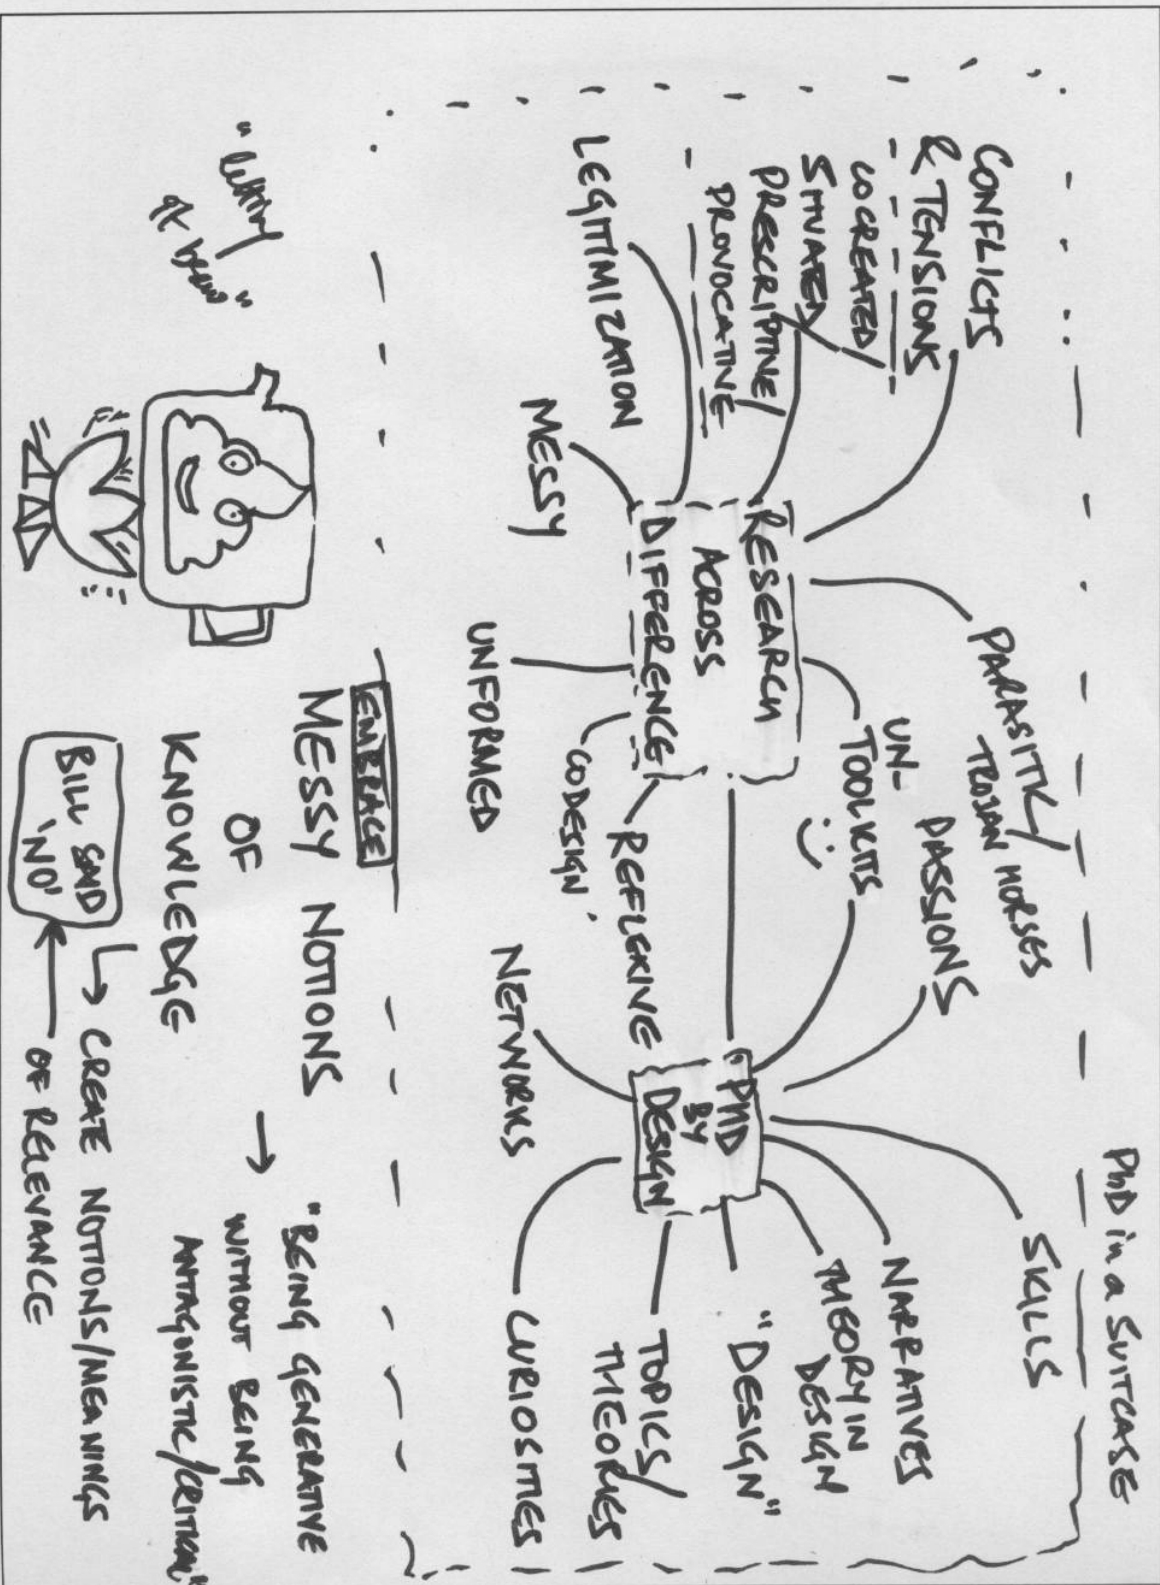 PhD in a SUITCASE
CONFLICTS
& TENSIONS
COCREATED/
SITUATED/
PRESCRIPTIVE/
PROVOCATIVE
LEGITIMIZATION
MESSY
UNFORMED
RESEARCH
ACROSS
DIFFERENCE
PARASITIC/
TROJAN HORSES
UN-
TOOLKITS
CODESIGN
REFLEXIVE
PASSIONS
SKILLS
NARRATIVES
THEORY IN
DESIGN
"DESIGN"
TOPICS/
THEORIES
CURIOSITIES
NETWORKS
PHD
BY
DESIGN
EMBRACE
MESSY NOTIONS
OF
KNOWLEDGE
→ "BEING GENERATIVE
WITHOUT BEING
ANTAGONISTIC/CRITICAL"
BILL SAID
'NO'
↳ CREATE NOTIONS/MEANINGS
OF RELEVANCE